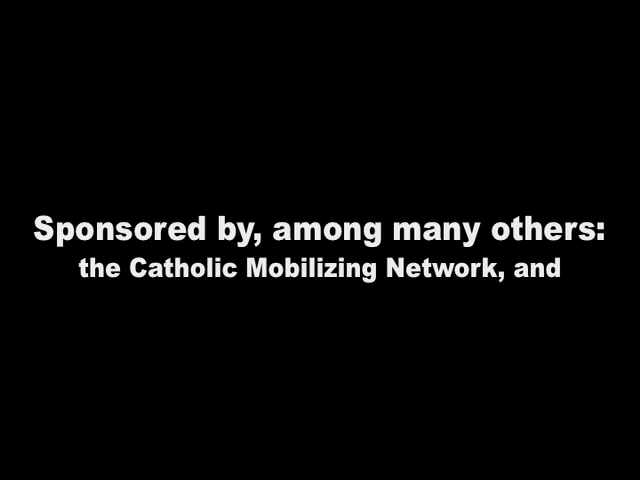 Sponsored by, among many others:
the Catholic Mobilizing Network, and